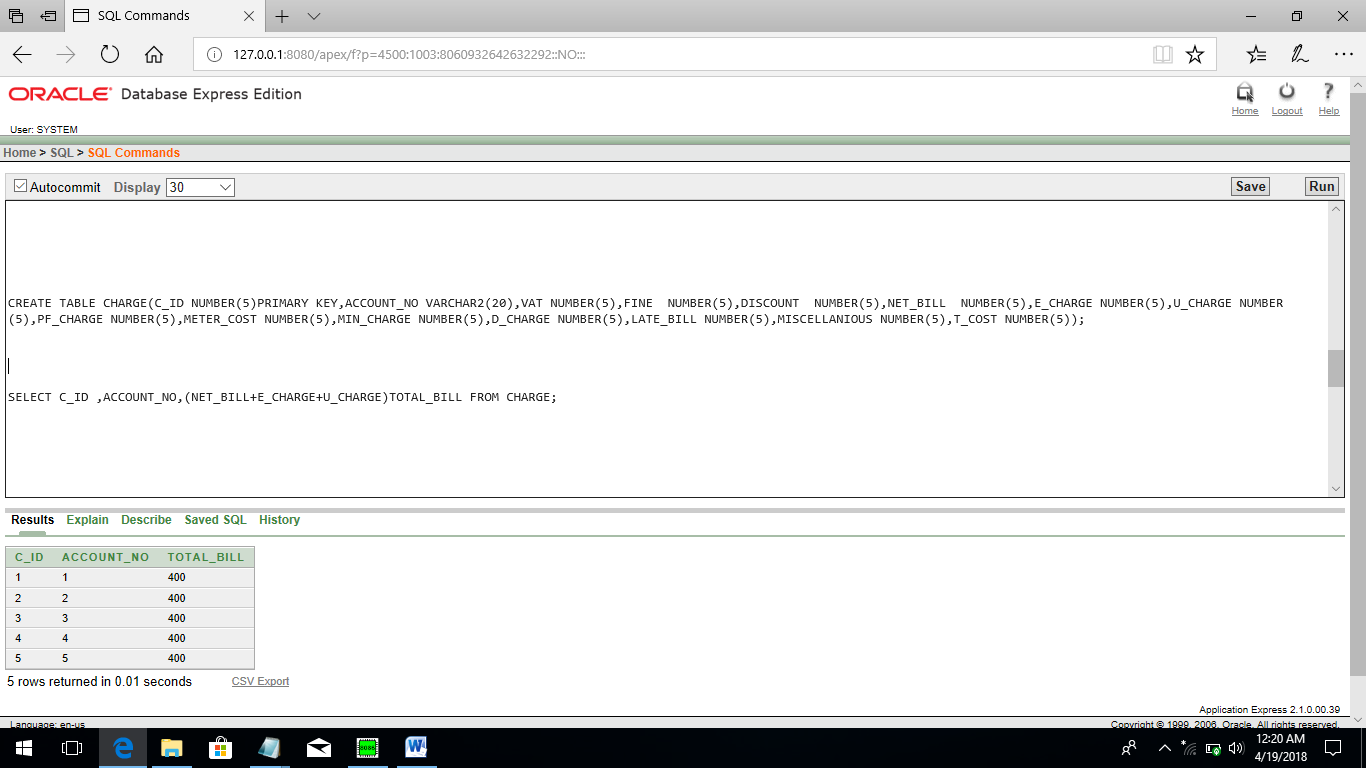 SQL Commands
127.0.0.1:8080/apex/f?p=4500:1003:8060932642632292::NO:::
ORACLE Database Express Edition
Home Logout Help
User: SYSTEM
Home > SQL > SQL Commands
Autocommit Display 30 Save Run
CREATE TABLE CHARGE(C_ID NUMBER(5)PRIMARY KEY,ACCOUNT_NO VARCHAR2(20),VAT NUMBER(5),FINE  NUMBER(5),DISCOUNT  NUMBER(5),NET_BILL  NUMBER(5),E_CHARGE NUMBER(5),U_CHARGE NUMBER
(5),PF_CHARGE NUMBER(5),METER_COST NUMBER(5),MIN_CHARGE NUMBER(5),D_CHARGE NUMBER(5),LATE_BILL NUMBER(5),MISCELLANIOUS NUMBER(5),T_COST NUMBER(5));
SELECT C_ID ,ACCOUNT_NO,(NET_BILL+E_CHARGE+U_CHARGE)TOTAL_BILL FROM CHARGE;
Results Explain Describe Saved SQL History
C_ID ACCOUNT_NO TOTAL_BILL
1 1 400
2 2 400
3 3 400
4 4 400
5 5 400
5 rows returned in 0.01 seconds CSV Export
Application Express 2.1.0.00.39
Language: en-us Copyright © 1999, 2006, Oracle. All rights reserved.
8086
12:20 AM
4/19/2018